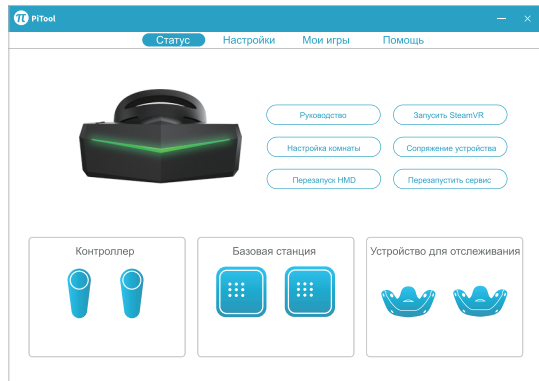 PiTool
Статус Настройки Мои игры Помощь
Руководство Запусить SteamVR
Настройка комнаты Сопряжение устройства
Перезапуск HMD Перезапустить сервис
Контроллер Базовая станция Устройство для отслеживания